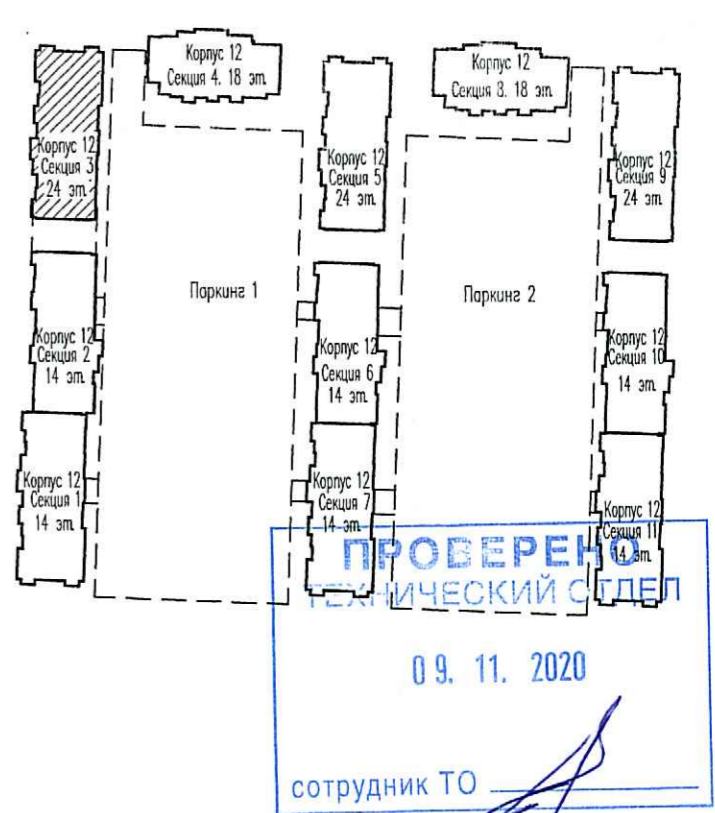 Корпус 12
Секция 4. 18 эт.
Корпус 12
Секция 8. 18 эт.
Корпус 12
Секция 3
24 эт.
Корпус 12
Секция 5
24 эт.
Корпус 12
Секция 9
24 эт.
Паркинг 1
Паркинг 2
Корпус 12
Секция 2
14 эт.
Корпус 12
Секция 6
14 эт.
Корпус 12
Секция 10
14 эт.
Корпус 12
Секция 1
14 эт.
Корпус 12
Секция 7
14 эт.
Корпус 12
Секция 11
14 эт.
ПРОВЕРЕНО
ТЕХНИЧЕСКИЙ ОТДЕЛ
09. 11. 2020
сотрудник ТО